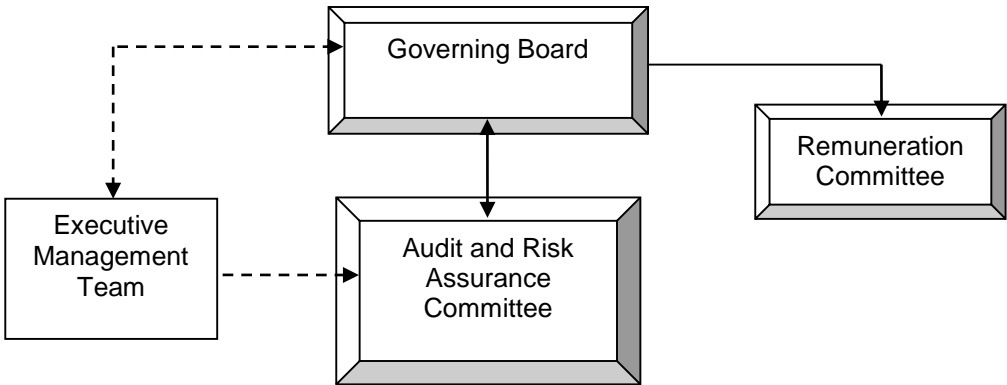 Governing Board
Remuneration
Committee
Executive
Management
Team
Audit and Risk
Assurance
Committee